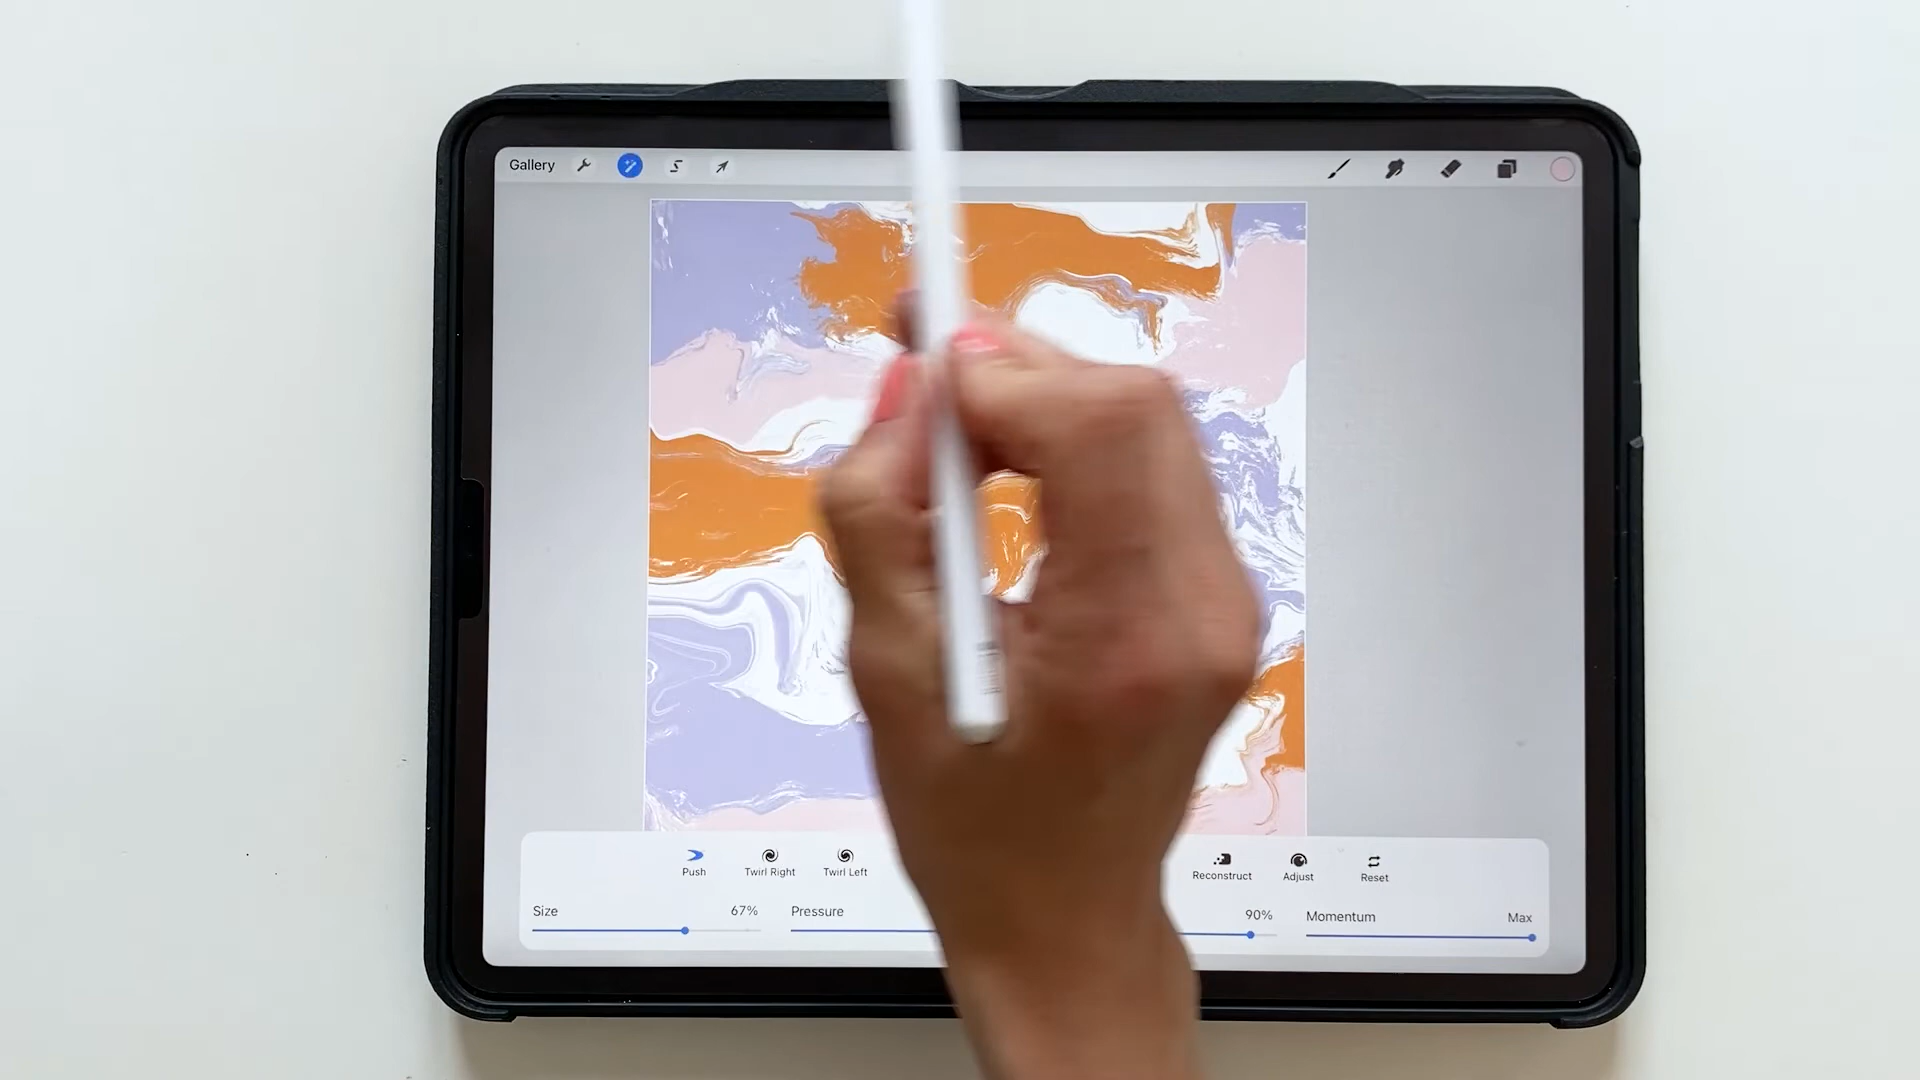 Gallery
Push Twirl Right Twirl Left Reconstruct Adjust Reset
Size 67% Pressure 90% Momentum Max